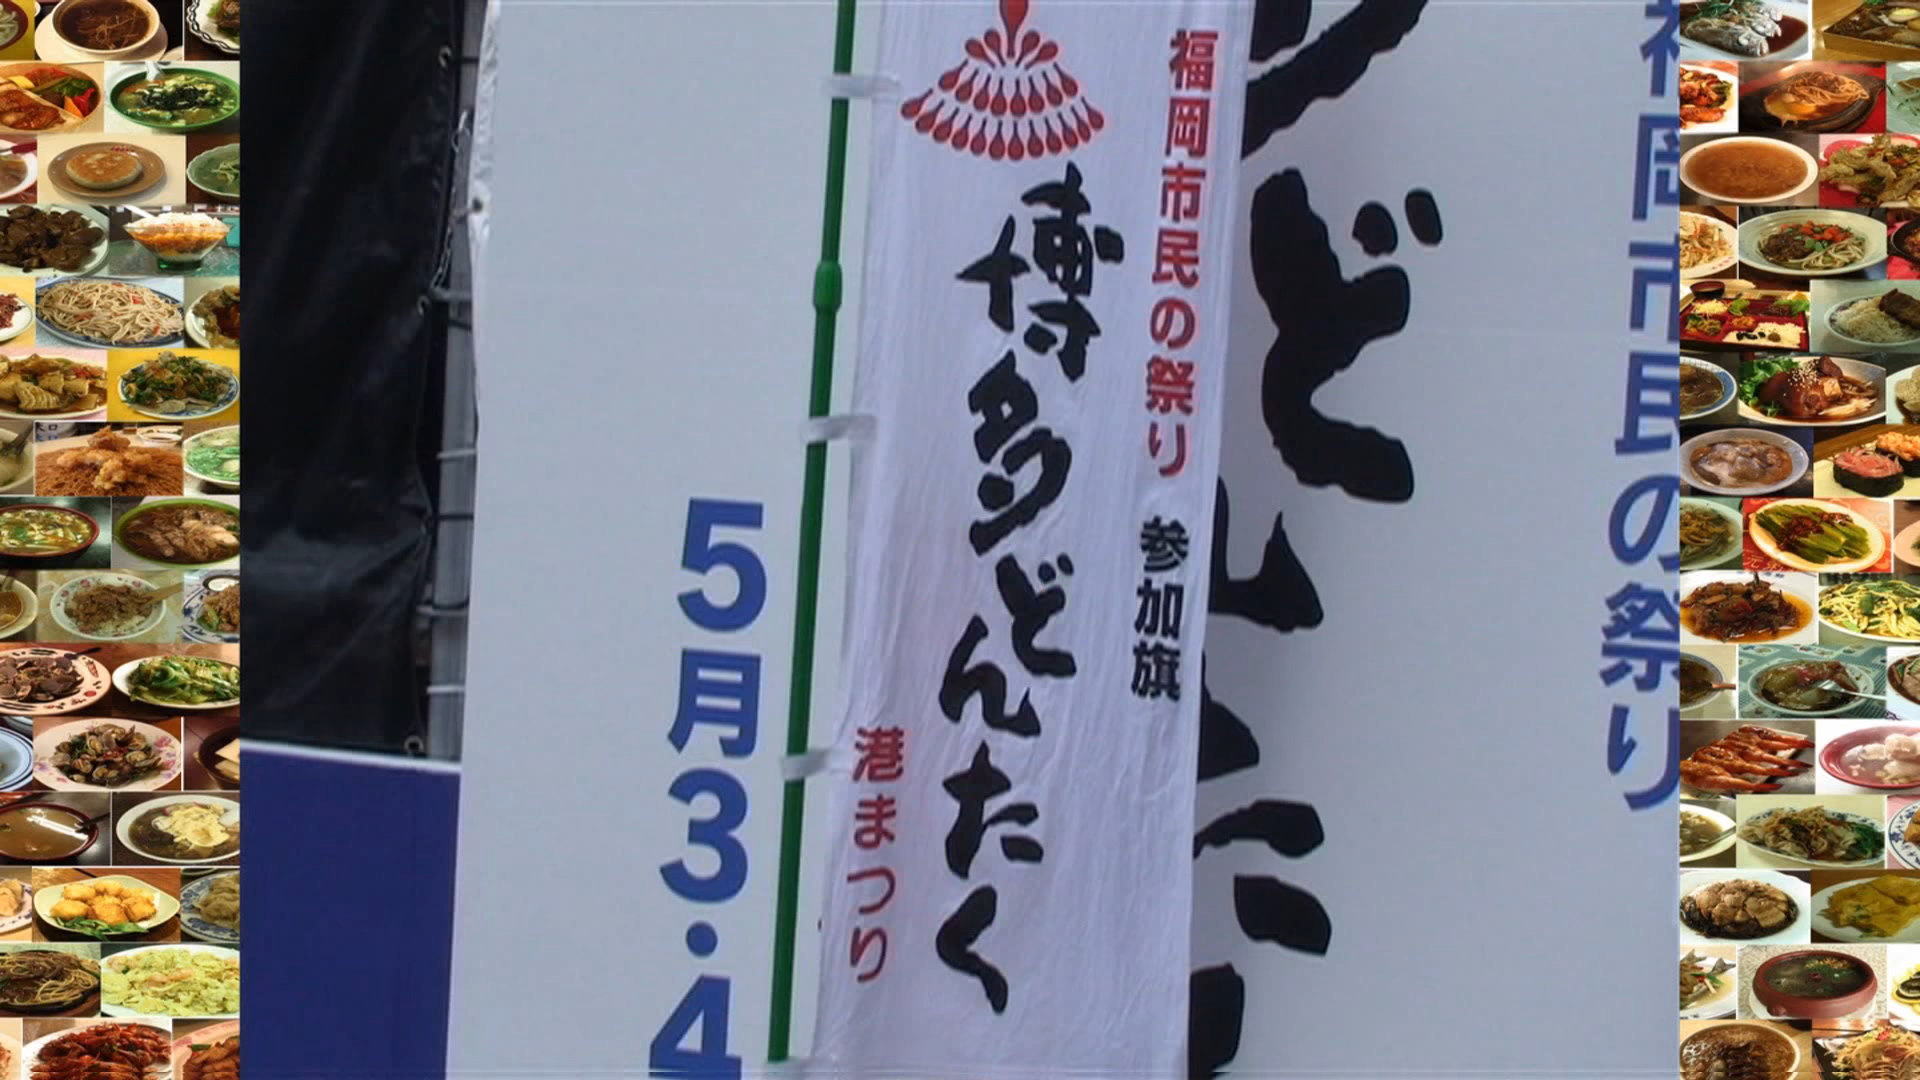 福岡市民の祭り
福岡市民の祭り 参加旗
博多どんたく
港まつり
5月3・4